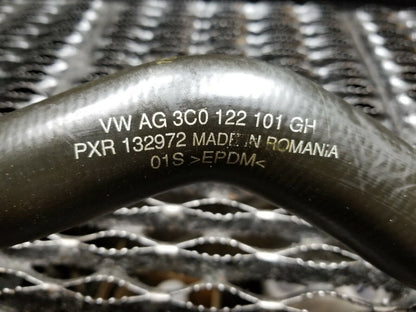 VW AG 3C0 122 101 GH
PXR 132972 MADE IN ROMANiA
01S >EPDM<